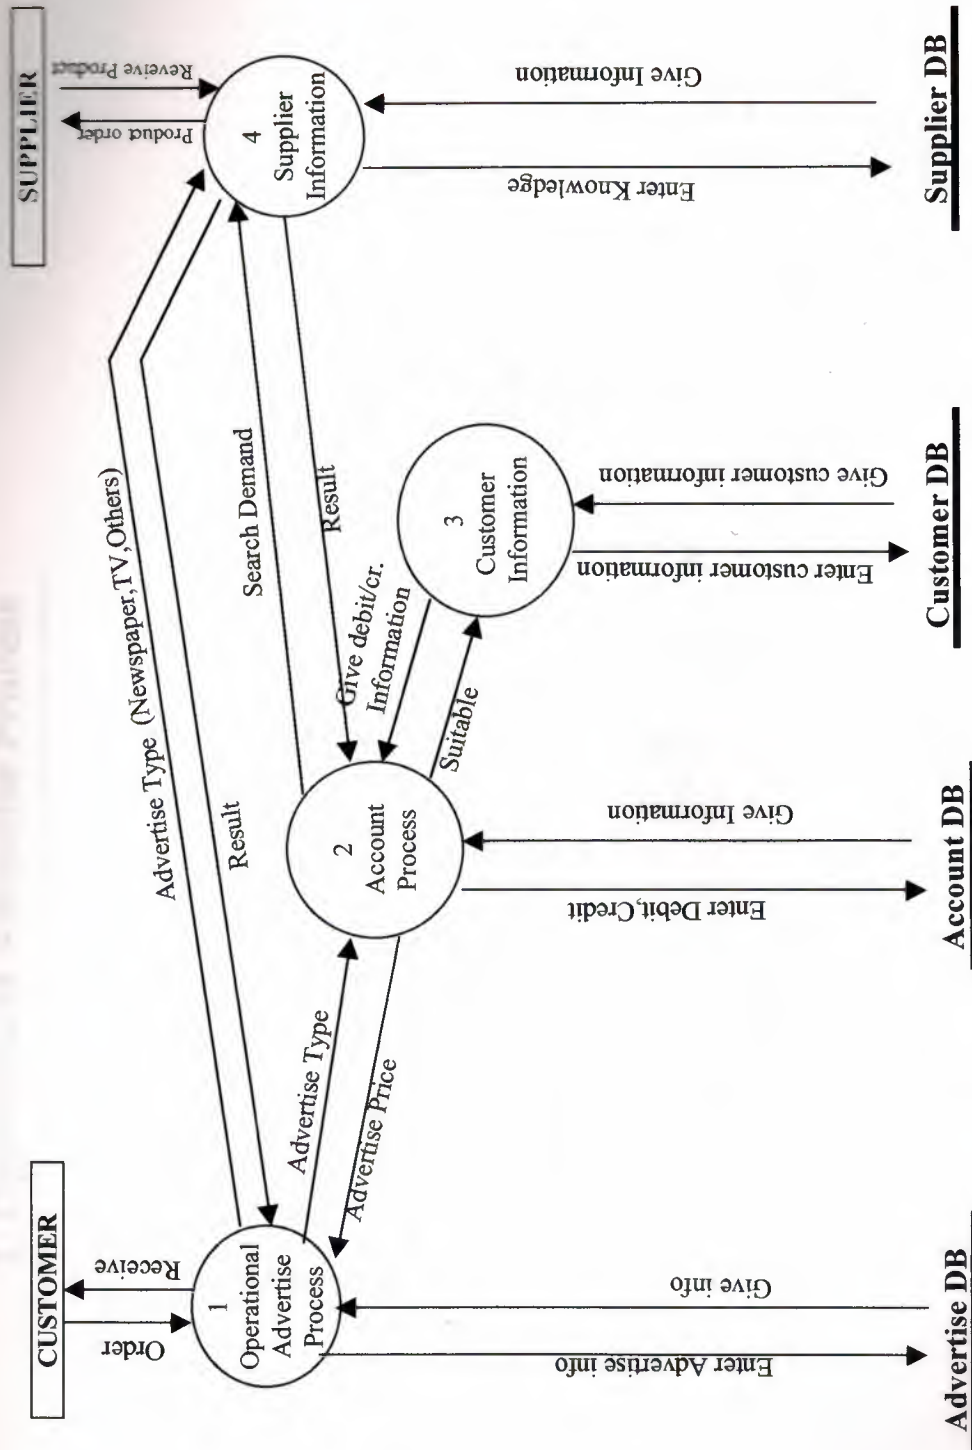 CUSTOMER
SUPPLIER
Order
Receive
Product order
Reveive Product
Advertise Type (Newspaper,TV,Others)
Result
Search Demand
Result
1
Operational
Advertise
Process
Advertise Type
Advertise Price
2
Account
Process
Give debit/cr.
Information
Suitable
3
Customer
Information
4
Supplier
Information
Enter Advertise info
Give info
Enter Debit,Credit
Give Information
Enter customer information
Give customer information
Enter Knowledge
Give Information
Advertise DB
Account DB
Customer DB
Supplier DB